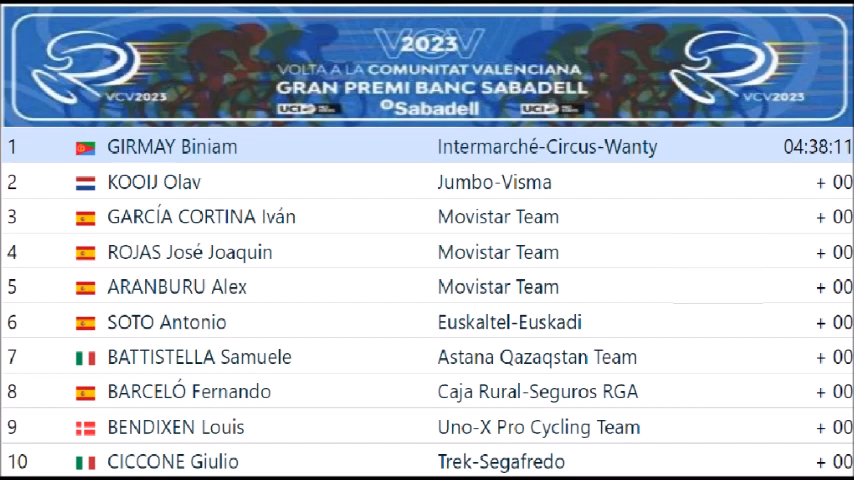 2023
VOLTA A LA COMUNITAT VALENCIANA
GRAN PREMI BANC SABADELL
UCI Sabadell UCI
VCV2023
VCV2023
1 GIRMAY Biniam Intermarché-Circus-Wanty 04:38:11
2 KOOIJ Olav Jumbo-Visma + 00
3 GARCÍA CORTINA Iván Movistar Team + 00
4 ROJAS José Joaquin Movistar Team + 00
5 ARANBURU Alex Movistar Team + 00
6 SOTO Antonio Euskaltel-Euskadi + 00
7 BATTISTELLA Samuele Astana Qazaqstan Team + 00
8 BARCELÓ Fernando Caja Rural-Seguros RGA + 00
9 BENDIXEN Louis Uno-X Pro Cycling Team + 00
10 CICCONE Giulio Trek-Segafredo + 00